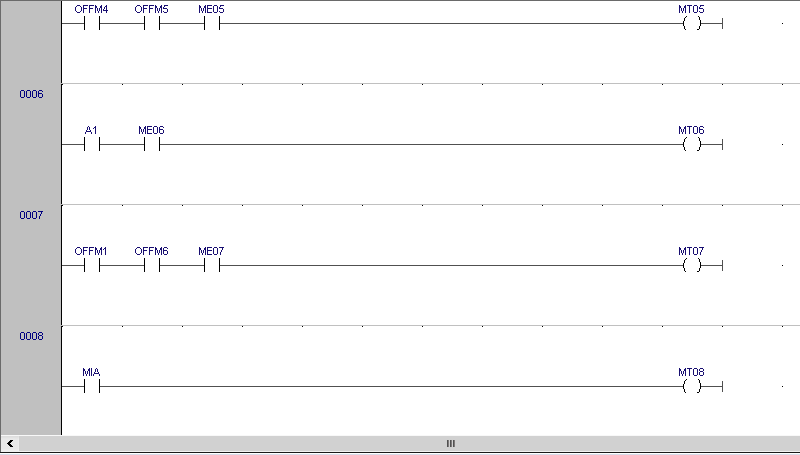 OFFM4 OFFM5 ME05 MT05
0006
A1 ME06 MT06
0007
OFFM1 OFFM6 ME07 MT07
0008
MIA MT08